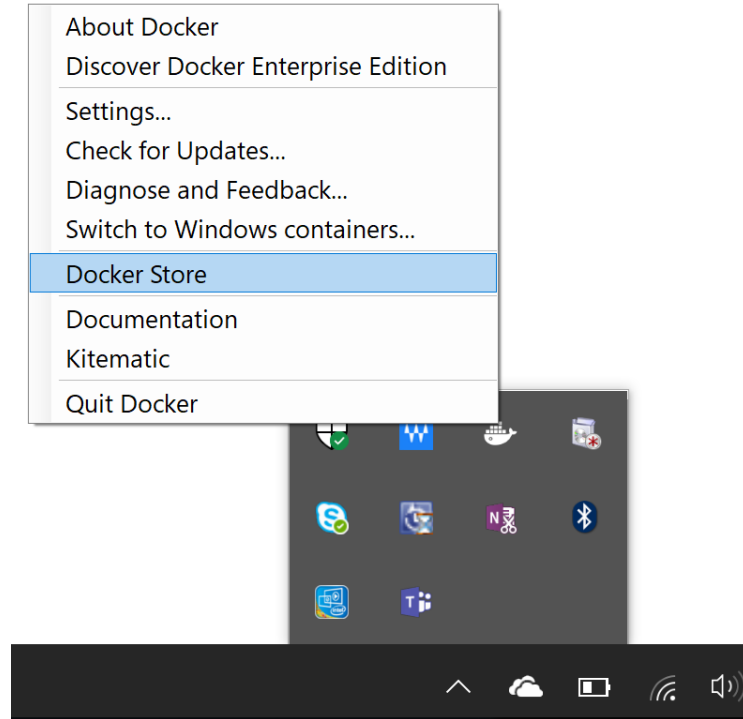 About Docker
Discover Docker Enterprise Edition
Settings...
Check for Updates...
Diagnose and Feedback...
Switch to Windows containers...
Docker Store
Documentation
Kitematic
Quit Docker
N
intel
T